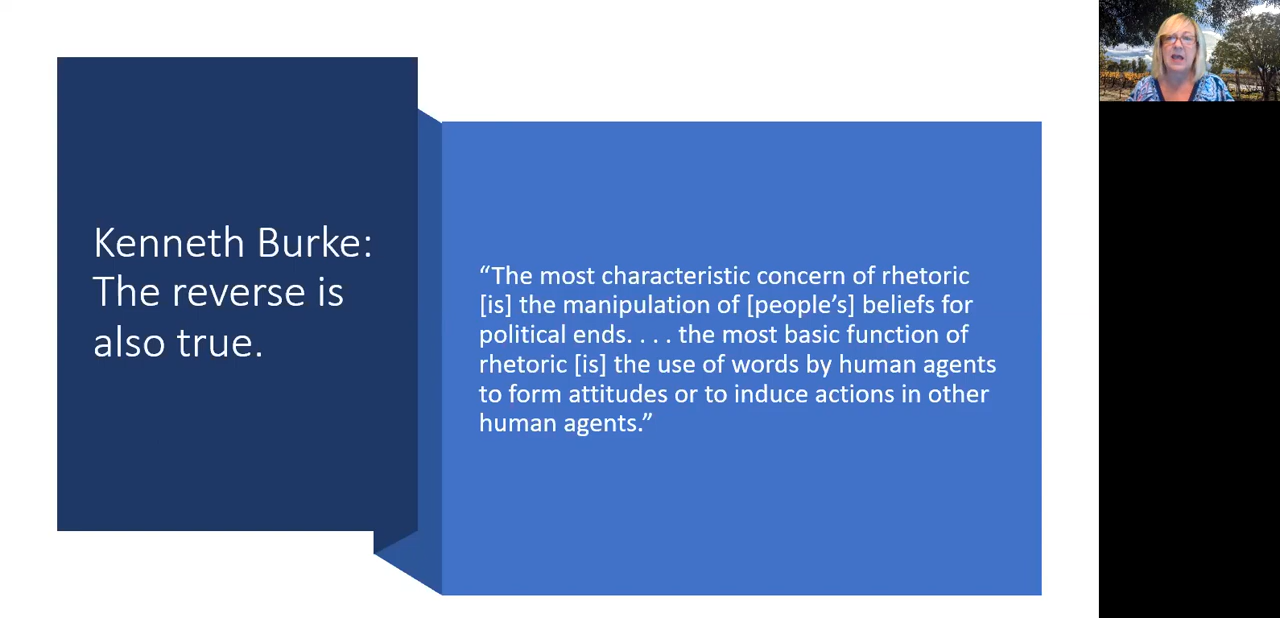 Kenneth Burke:
The reverse is
also true.
“The most characteristic concern of rhetoric
[is] the manipulation of [people’s] beliefs for
political ends. . . . the most basic function of
rhetoric [is] the use of words by human agents
to form attitudes or to induce actions in other
human agents.”